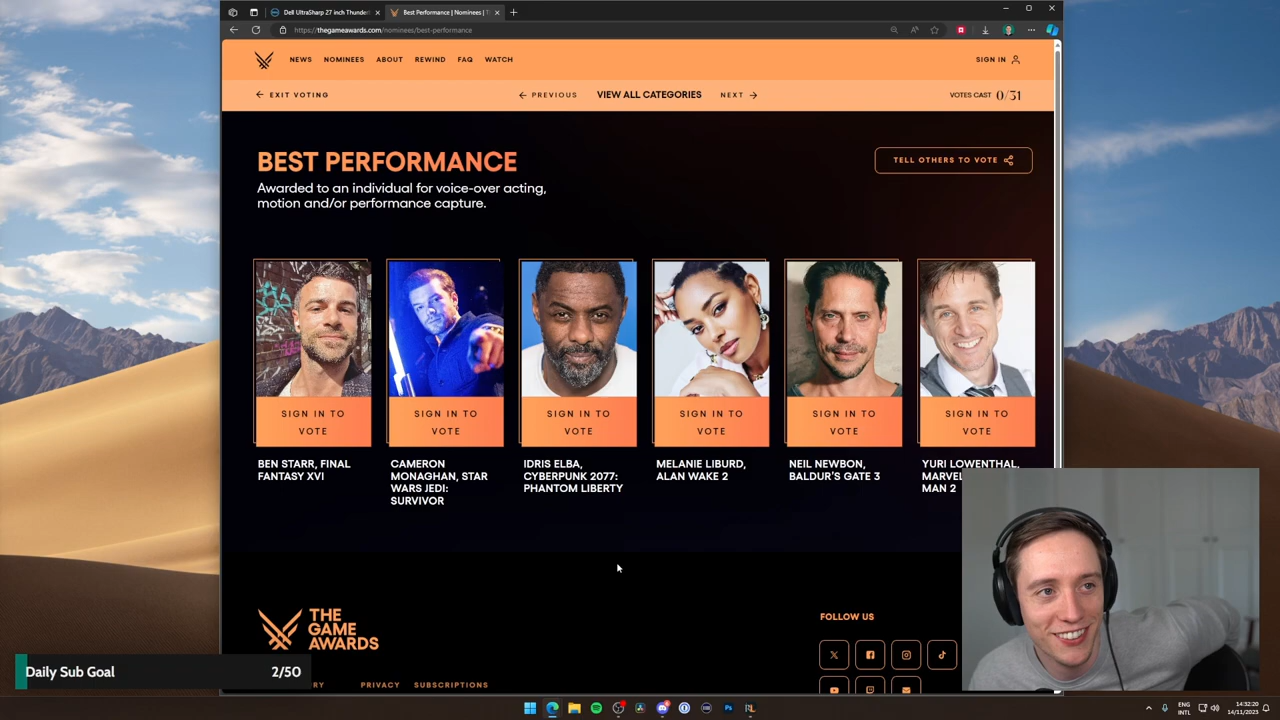 Dell UltraSharp 27 inch Thundert
Best Performance | Nominees | T
https://thegameawards.com/nominees/best-performance
NEWS NOMINEES ABOUT REWIND FAQ WATCH SIGN IN
EXIT VOTING PREVIOUS VIEW ALL CATEGORIES NEXT VOTES CAST 0/31
BEST PERFORMANCE
TELL OTHERS TO VOTE
Awarded to an individual for voice-over acting,
motion and/or performance capture.
SIGN IN TO
VOTE
SIGN IN TO
VOTE
SIGN IN TO
VOTE
SIGN IN TO
VOTE
SIGN IN TO
VOTE
SIGN IN TO
VOTE
BEN STARR, FINAL
FANTASY XVI
CAMERON
MONAGHAN, STAR
WARS JEDI:
SURVIVOR
IDRIS ELBA,
CYBERPUNK 2077:
PHANTOM LIBERTY
MELANIE LIBURD,
ALAN WAKE 2
NEIL NEWBON,
BALDUR'S GATE 3
YURI LOWENTHAL,
MARVEL
MAN 2
THE
GAME
AWARDS
FOLLOW US
Daily Sub Goal 2/50
RY PRIVACY SUBSCRIPTIONS
ENG
INTL
14:32:20
14/11/2023